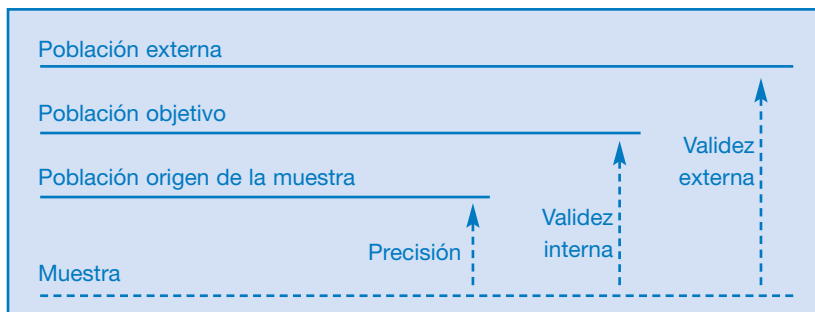 Población externa
Población objetivo
Validez
externa
Población origen de la muestra
Validez
interna
Precisión
Muestra